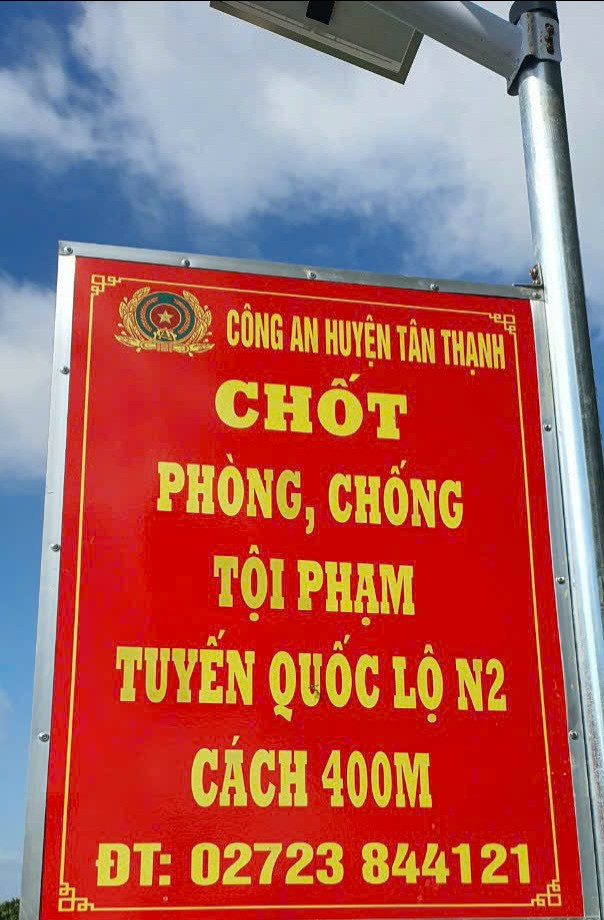 CÔNG AN HUYỆN TÂN THẠNH
CHỐT
PHÒNG, CHỐNG
TỘI PHẠM
TUYẾN QUỐC LỘ N2
CÁCH 400M
ĐT: 02723 844121